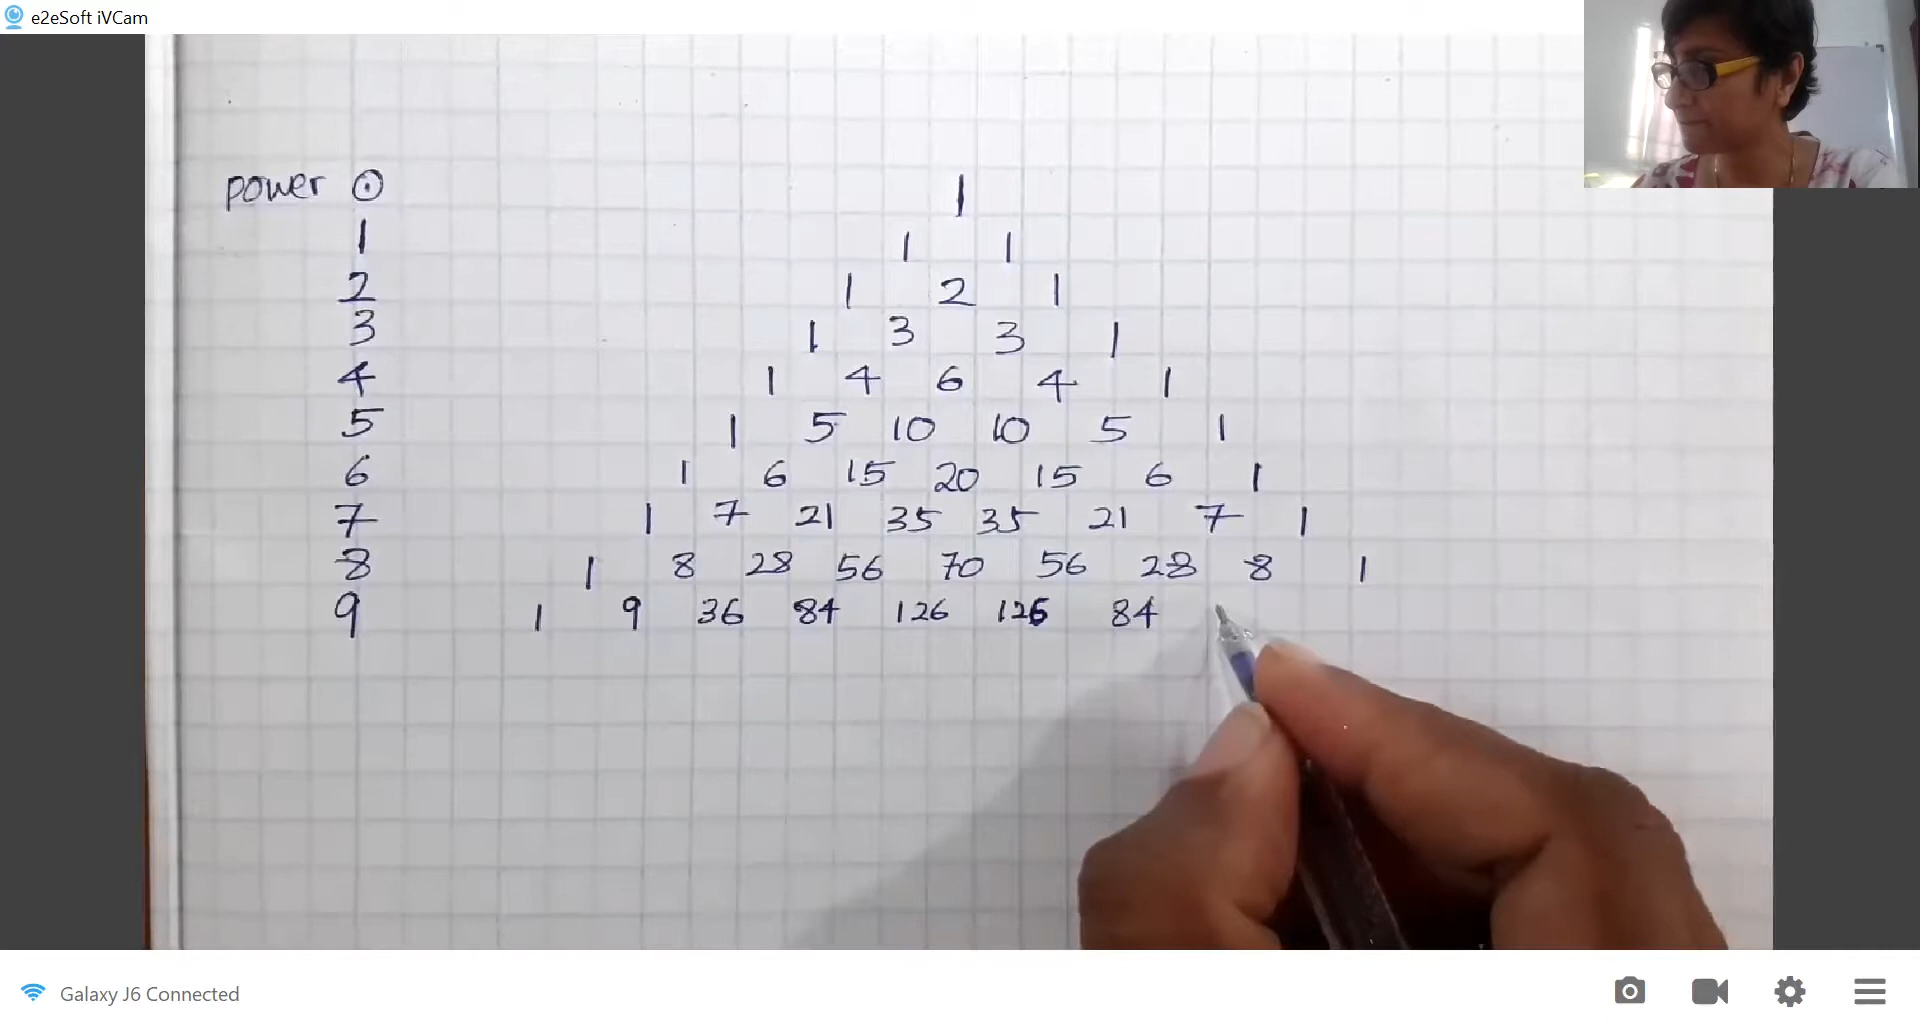 e2eSoft iVCam
power 0 1
1 1 1
2 1 2 1
3 1 3 3 1
4 1 4 6 4 1
5 1 5 10 10 5 1
6 1 6 15 20 15 6 1
7 1 7 21 35 35 21 7 1
8 1 8 28 56 70 56 28 8 1
9 1 9 36 84 126 126 84
Galaxy J6 Connected